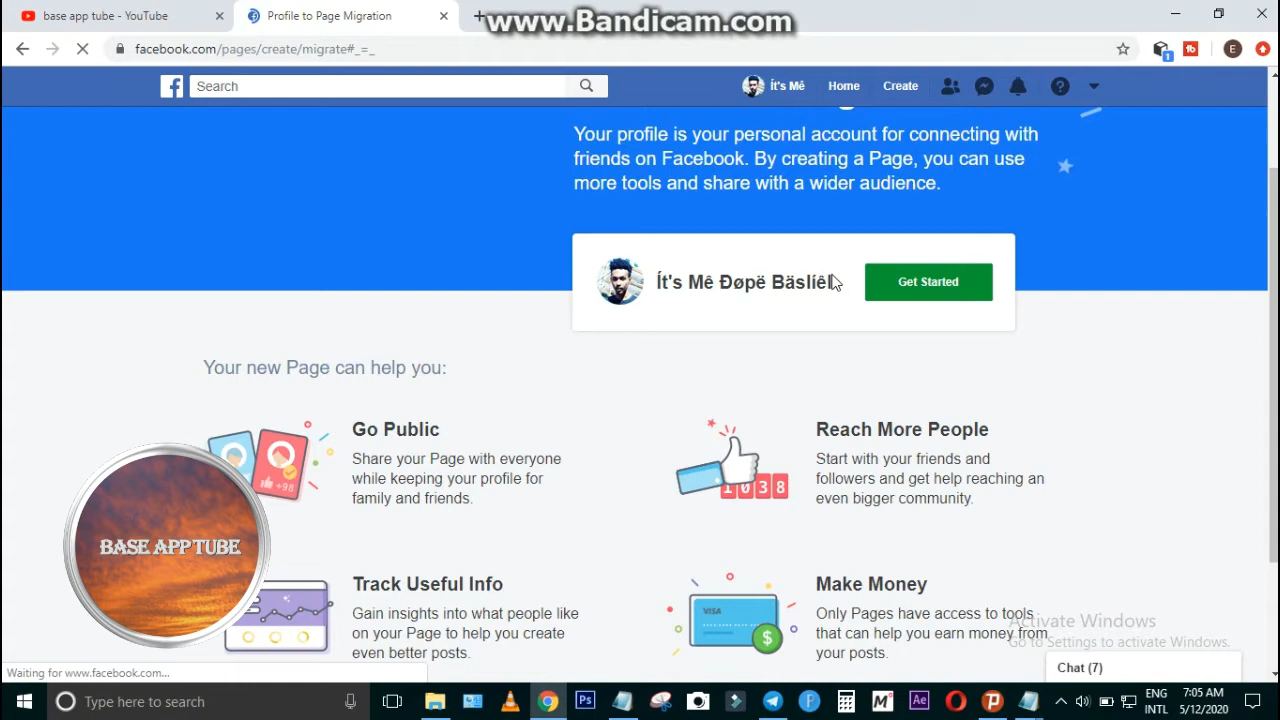 base app tube - YouTube
Profile to Page Migration
www.Bandicam.com
facebook.com/pages/create/migrate#_=_
1
E
Search
Ít's Mê
Home
Create
Your profile is your personal account for connecting with
friends on Facebook. By creating a Page, you can use
more tools and share with a wider audience.
Ít's Mê Ðøpë Bäslíêl
Get Started
Your new Page can help you:
Go Public
Share your Page with everyone
while keeping your profile for
family and friends.
+98
Reach More People
Start with your friends and
followers and get help reaching an
even bigger community.
1038
BASE APP TUBE
Track Useful Info
Gain insights into what people like
on your Page to help you create
even better posts.
VISA
$
Make Money
Only Pages have access to tools
that can help you earn money from
your posts.
Activate Windows
Go to Settings to activate Windows.
Chat (7)
Waiting for www.facebook.com...
Type here to search
Ps
Ae
ENG
INTL
7:05 AM
5/12/2020